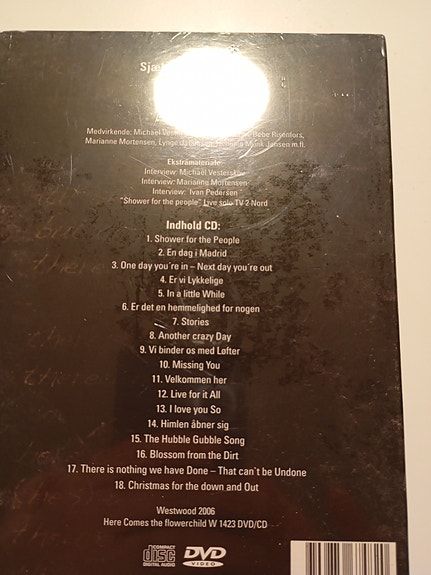 Medvirkende: Michael Bebe Risenfors,
Marianne Mortensen, Lynge Munk Jansen m.fl.
Ekstramateriale:
Interview: Michael Vesterskov
Interview: Marianne Mortensen
Interview: Ivan Pedersen
"Shower for the people" Live solo TV 2 Nord
Indhold CD:
1. Shower for the People
2. En dag i Madrid
3. One day you´re in – Next day you´re out
4. Er vi Lykkelige
5. In a little While
6. Er det en hemmelighed for nogen
7. Stories
8. Another crazy Day
9. Vi binder os med Løfter
10. Missing You
11. Velkommen her
12. Live for it All
13. I love you So
14. Himlen åbner sig
15. The Hubble Gubble Song
16. Blossom from the Dirt
17. There is nothing we have Done – That can´t be Undone
18. Christmas for the down and Out
Westwood 2006
Here Comes the flowerchild W 1423 DVD/CD
COMPACT
disc
DIGITAL AUDIO
DVD
VIDEO